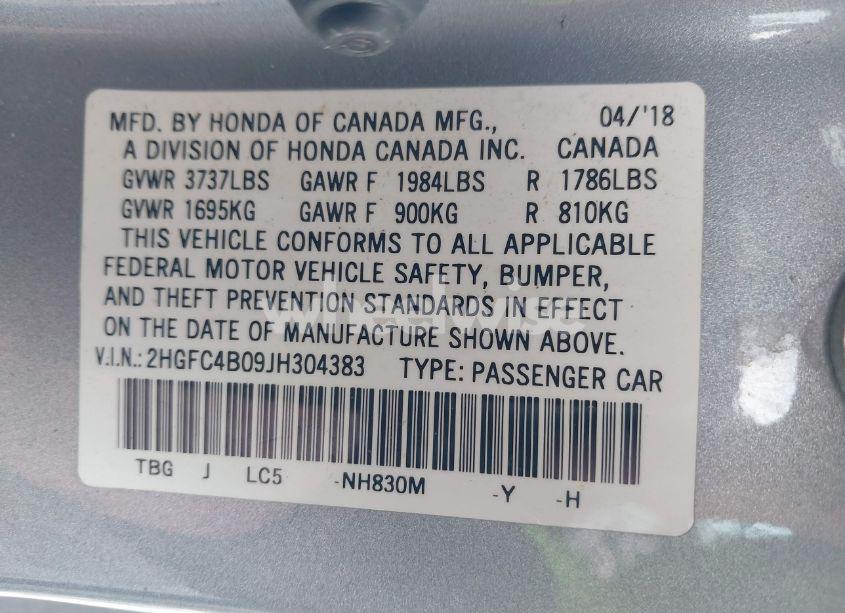 MFD. BY HONDA OF CANADA MFG., 04/'18
A DIVISION OF HONDA CANADA INC. CANADA
GVWR 3737LBS GAWR F 1984LBS R 1786LBS
GVWR 1695KG GAWR F 900KG R 810KG
THIS VEHICLE CONFORMS TO ALL APPLICABLE
FEDERAL MOTOR VEHICLE SAFETY, BUMPER,
AND THEFT PREVENTION STANDARDS IN EFFECT
ON THE DATE OF MANUFACTURE SHOWN ABOVE.
V.I.N.: 2HGFC4B09JH304383 TYPE: PASSENGER CAR
TBG J LC5 -NH830M -Y -H